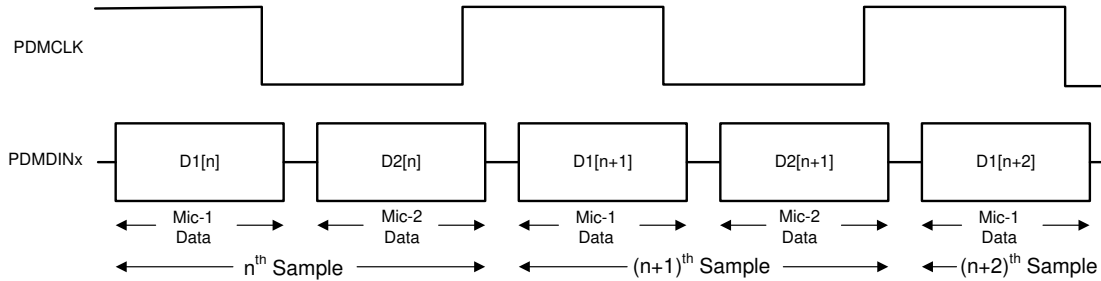 PDMCLK
PDMDINx
D1[n]
D2[n]
D1[n+1]
D2[n+1]
D1[n+2]
Mic-1
Data
Mic-2
Data
Mic-1
Data
Mic-2
Data
Mic-1
Data
nth Sample
(n+1)th Sample
(n+2)th Sample